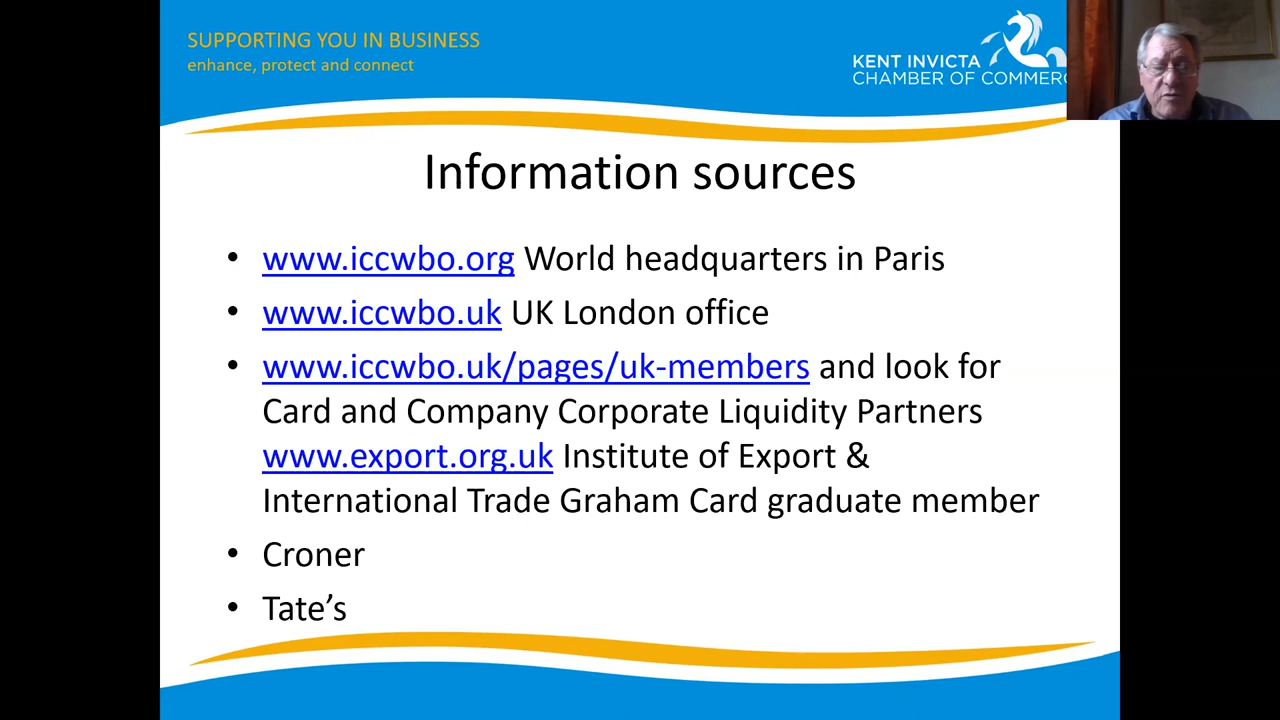 SUPPORTING YOU IN BUSINESS
enhance, protect and connect
KENT INVICTA
CHAMBER OF COMMERC
Information sources
• www.iccwbo.org World headquarters in Paris
• www.iccwbo.uk UK London office
• www.iccwbo.uk/pages/uk-members and look for
Card and Company Corporate Liquidity Partners
www.export.org.uk Institute of Export &
International Trade Graham Card graduate member
• Croner
• Tate’s